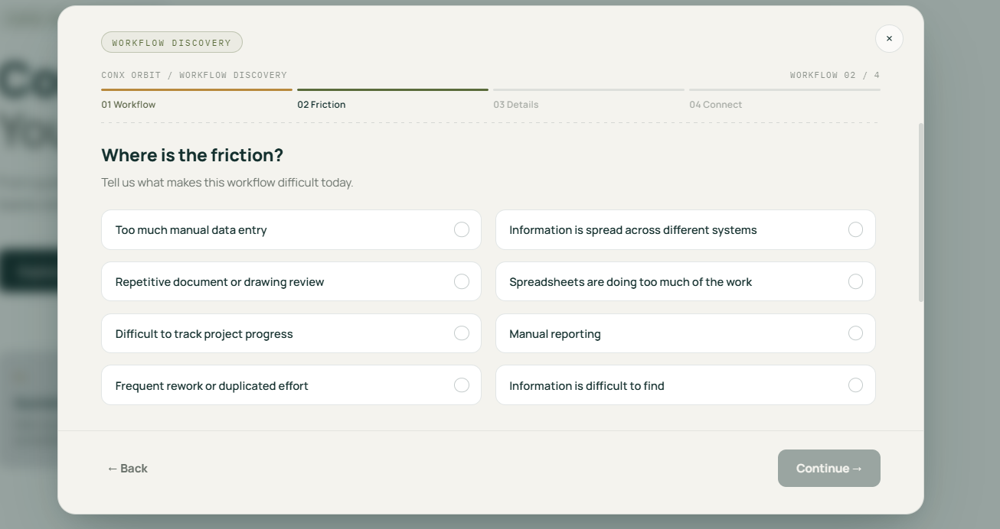 WORKFLOW DISCOVERY
×
CONX ORBIT / WORKFLOW DISCOVERY
WORKFLOW 02 / 4
01 Workflow
02 Friction
03 Details
04 Connect
Where is the friction?
Tell us what makes this workflow difficult today.
Too much manual data entry
Information is spread across different systems
Repetitive document or drawing review
Spreadsheets are doing too much of the work
Difficult to track project progress
Manual reporting
Frequent rework or duplicated effort
Information is difficult to find
← Back
Continue →